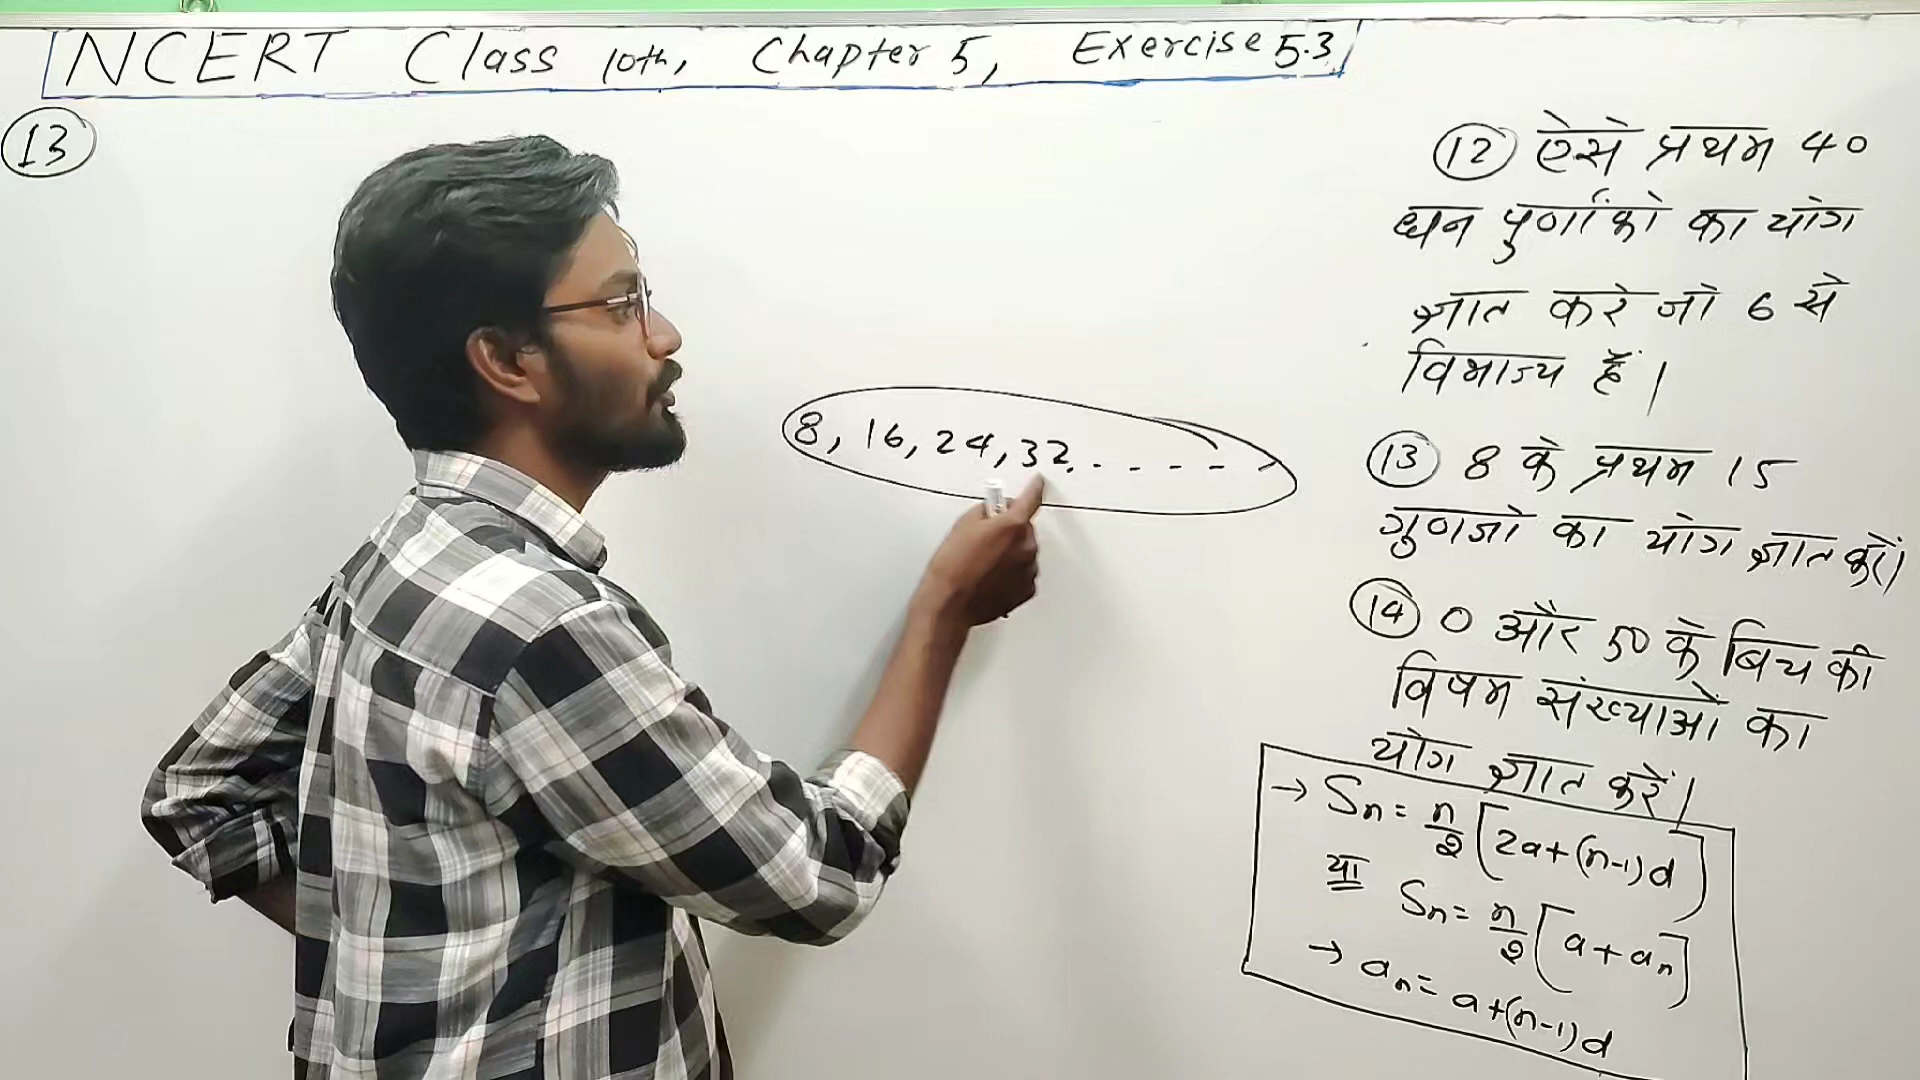 NCERT Class 10th, Chapter 5, Exercise 5.3
13
8, 16, 24, 32, - - - - - -
12 ऐसे प्रथम 40
धन पुर्णांको का योग
ज्ञात करे जो 6 से
विभाज्य हैं।
13 8 के प्रथम 15
गुणजो का योग ज्ञात करें।
14 0 और 50 के बिच की
विषम संख्याओं का
योग ज्ञात करें।
→ Sn = n/2 [2a+(n-1)d]
या Sn = n/2 [a+an]
→ an = a+(n-1)d